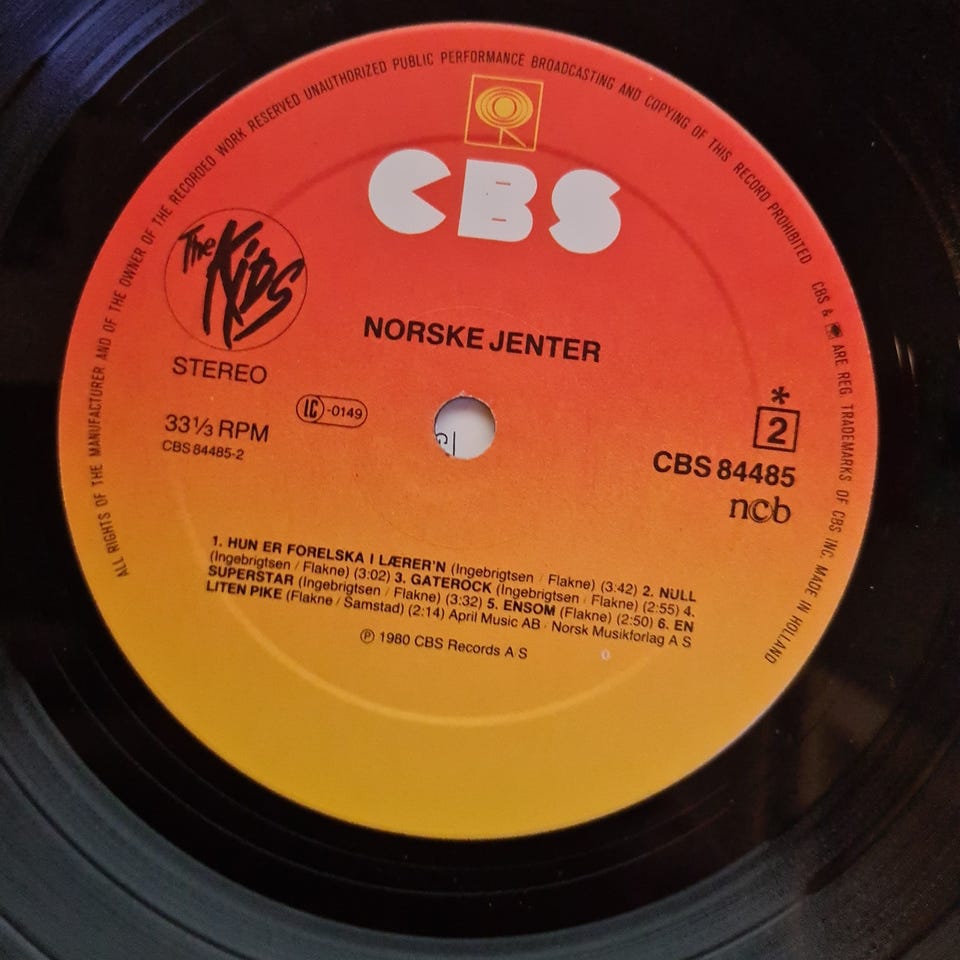 ALL RIGHTS OF THE MANUFACTURER AND OF THE OWNER OF THE RECORDED WORK RESERVED UNAUTHORIZED PUBLIC PERFORMANCE BROADCASTING AND COPYING OF THIS RECORD PROHIBITED CBS & ARE REG. TRADEMARKS OF CBS INC. MADE IN HOLLAND
CBS
The KiDS
NORSKE JENTER
STEREO
LC-0149
33⅓ RPM
CBS 84485-2
*
2
CBS 84485
ncb
1. HUN ER FORELSKA I LÆRER'N (Ingebrigtsen / Flakne) (3:42) 2. NULL
(Ingebrigtsen / Flakne) (3:02) 3. GATEROCK (Ingebrigtsen / Flakne) (2:55) 4.
SUPERSTAR (Ingebrigtsen / Flakne) (3:32) 5. ENSOM (Flakne) (2:50) 6. EN
LITEN PIKE (Flakne / Samstad) (2:14) April Music AB · Norsk Musikforlag A S
℗ 1980 CBS Records A·S